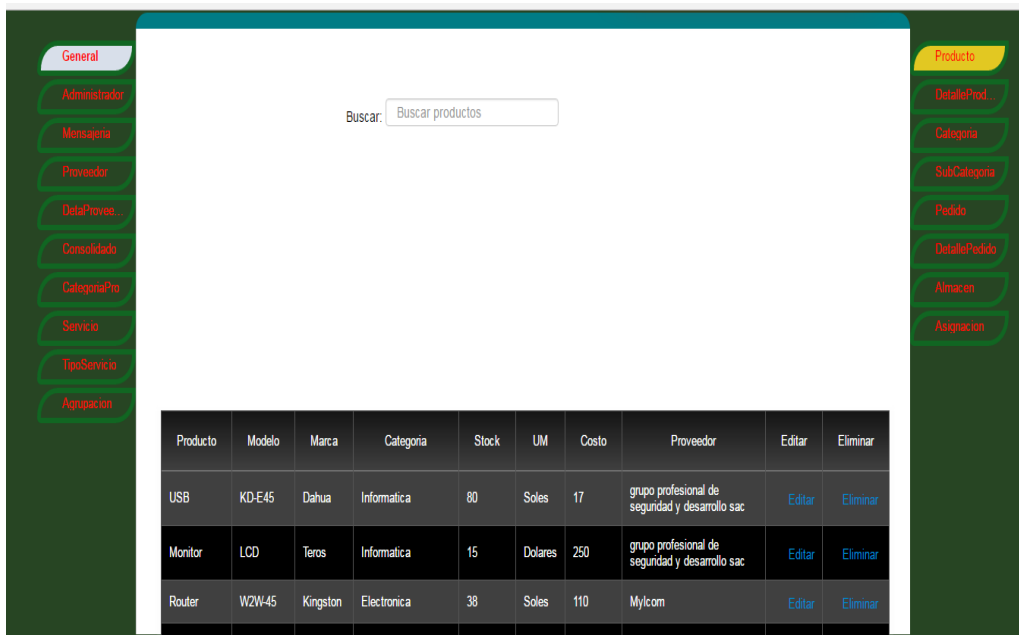 General
Administrador
Mensajeria
Proveedor
DetaProvee...
Consolidado
CategoriaPro
Servicio
TipoServicio
Agrupacion
Buscar: Buscar productos
Producto
DetalleProd...
Categoria
SubCategoria
Pedido
DetallePedido
Almacen
Asignacion
Producto Modelo Marca Categoria Stock UM Costo Proveedor Editar Eliminar
USB KD-E45 Dahua Informatica 80 Soles 17 grupo profesional de
seguridad y desarrollo sac Editar Eliminar
Monitor LCD Teros Informatica 15 Dolares 250 grupo profesional de
seguridad y desarrollo sac Editar Eliminar
Router W2W-45 Kingston Electronica 38 Soles 110 Mylcom Editar Eliminar